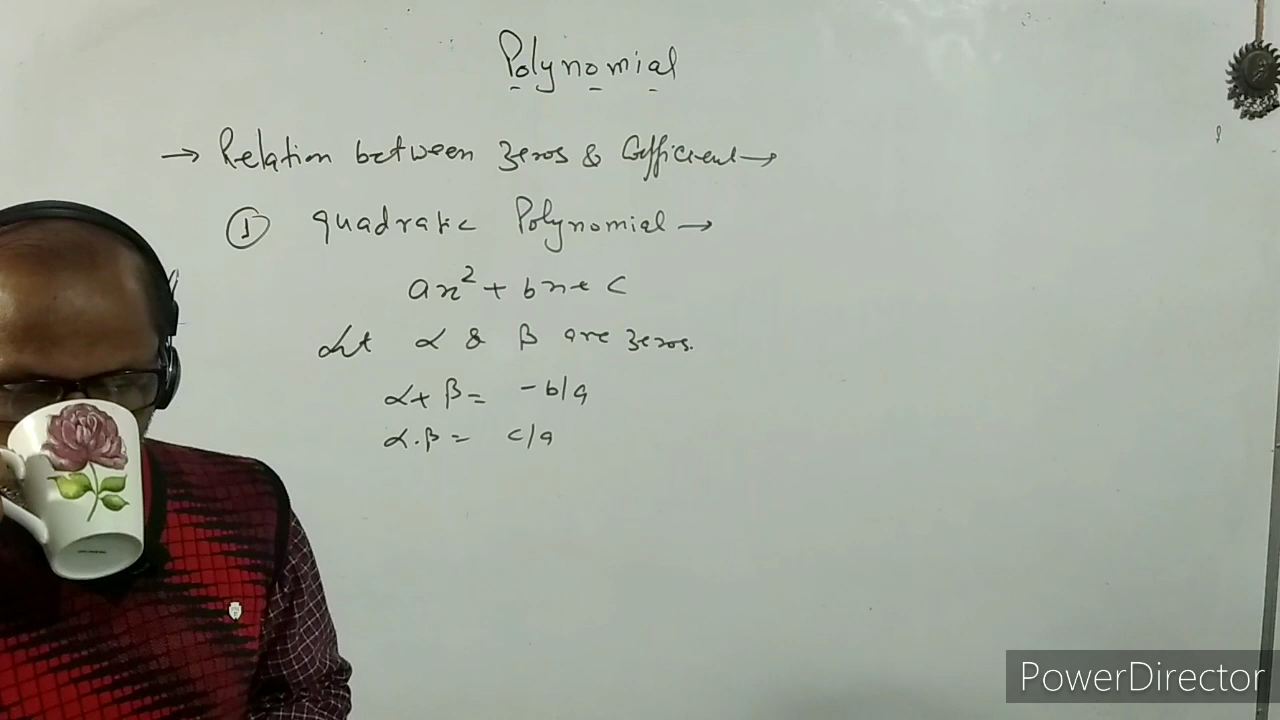 Polynomial
→ Relation between zeros & Cofficient →
① quadratic Polynomial →
ax² + bx + c
Let α & β are zeros.
α + β = - b/a
α . β = c/a
PowerDirector